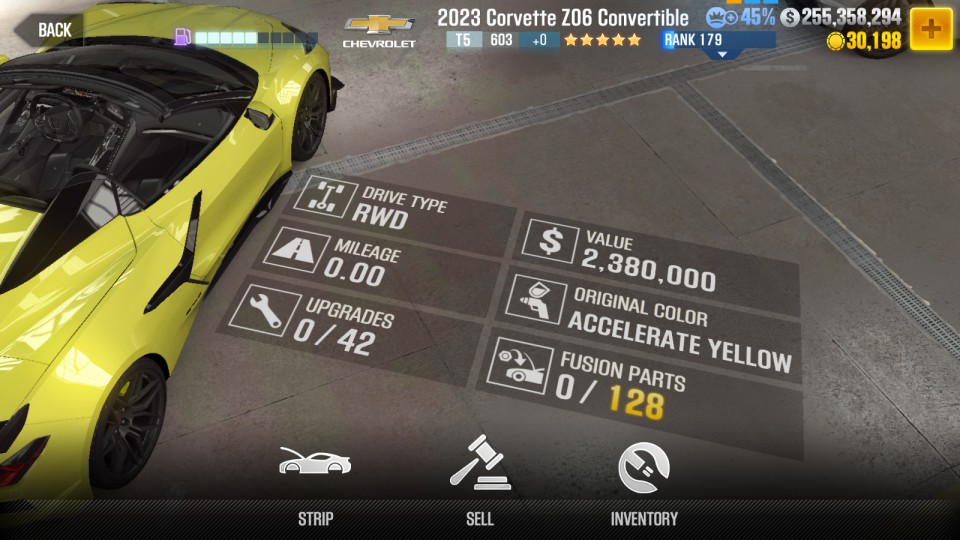 BACK
CHEVROLET
2023 Corvette Z06 Convertible
T5 603 +0
45%
255,358,294
RANK 179
30,198
DRIVE TYPE
RWD
MILEAGE
0.00
UPGRADES
0 / 42
VALUE
2,380,000
ORIGINAL COLOR
ACCELERATE YELLOW
FUSION PARTS
0 / 128
STRIP
SELL
INVENTORY